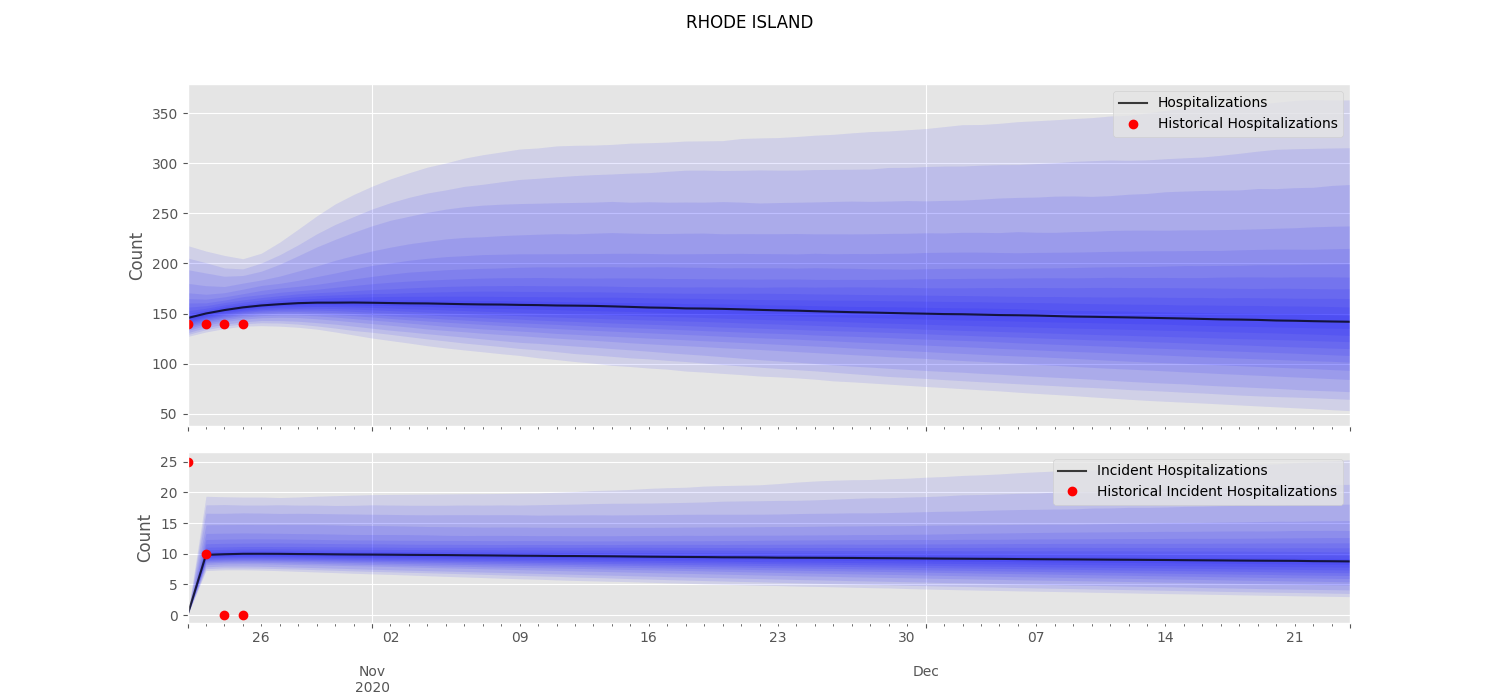 RHODE ISLAND
Hospitalizations
Historical Hospitalizations
350
300
250
200
150
100
50
Count
Incident Hospitalizations
Historical Incident Hospitalizations
25
20
15
10
5
0
Count
26 02 09 16 23 30 07 14 21
Nov Dec
2020